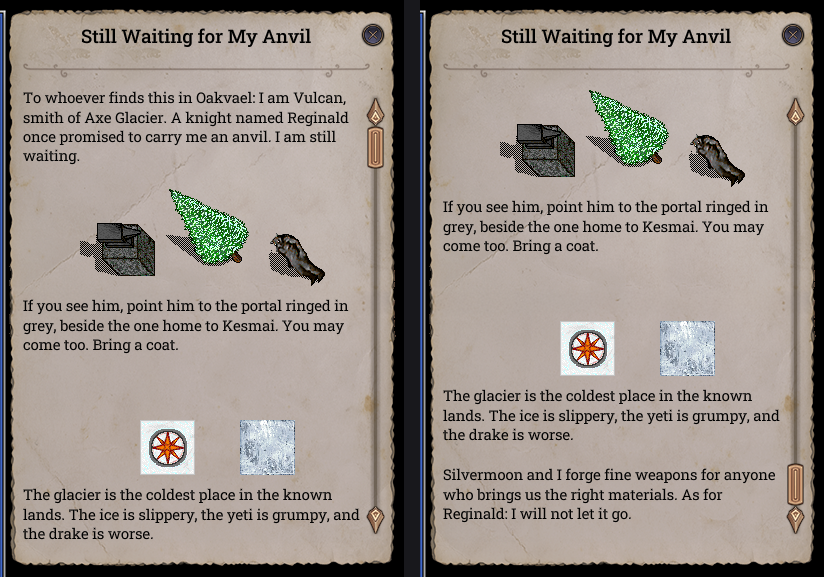 Still Waiting for My Anvil
To whoever finds this in Oakvael: I am Vulcan,
smith of Axe Glacier. A knight named Reginald
once promised to carry me an anvil. I am still
waiting.
If you see him, point him to the portal ringed in
grey, beside the one home to Kesmai. You may
come too. Bring a coat.
The glacier is the coldest place in the known
lands. The ice is slippery, the yeti is grumpy, and
the drake is worse.
Still Waiting for My Anvil
If you see him, point him to the portal ringed in
grey, beside the one home to Kesmai. You may
come too. Bring a coat.
The glacier is the coldest place in the known
lands. The ice is slippery, the yeti is grumpy, and
the drake is worse.
Silvermoon and I forge fine weapons for anyone
who brings us the right materials. As for
Reginald: I will not let it go.